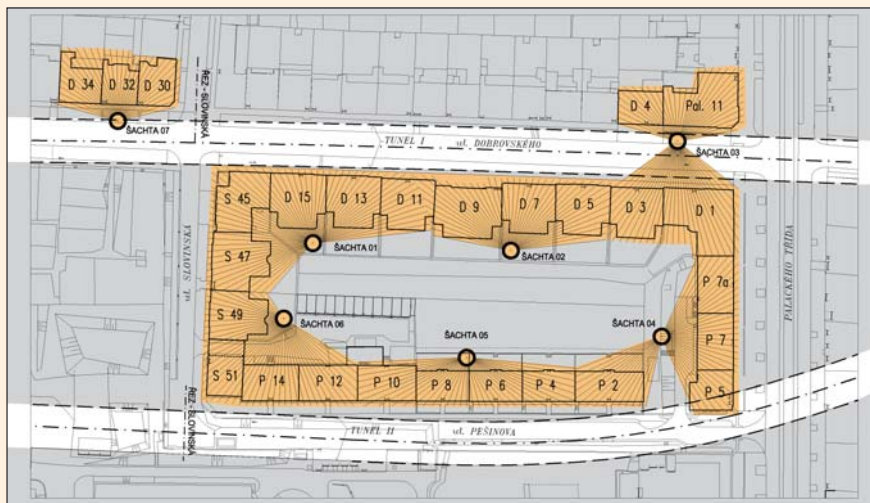 D 34
D 32
D 30
ŘEZ - SLOVINSKÁ
D 4
Pal. 11
ŠACHTA 07
TUNEL I
ul. DOBROVSKÉHO
ŠACHTA 03
S 45
D 15
D 13
D 11
D 9
D 7
D 5
D 3
D 1
ŠACHTA 01
ŠACHTA 02
S 47
P 7a
ul. SLOVINSKÁ
PALACKÉHO TŘÍDA
S 49
ŠACHTA 06
ŠACHTA 05
ŠACHTA 04
P 7
S 51
P 14
P 12
P 10
P 8
P 6
P 4
P 2
P 5
ŘEZ - SLOVINSKÁ
TUNEL II
ul. PEŠINOVA